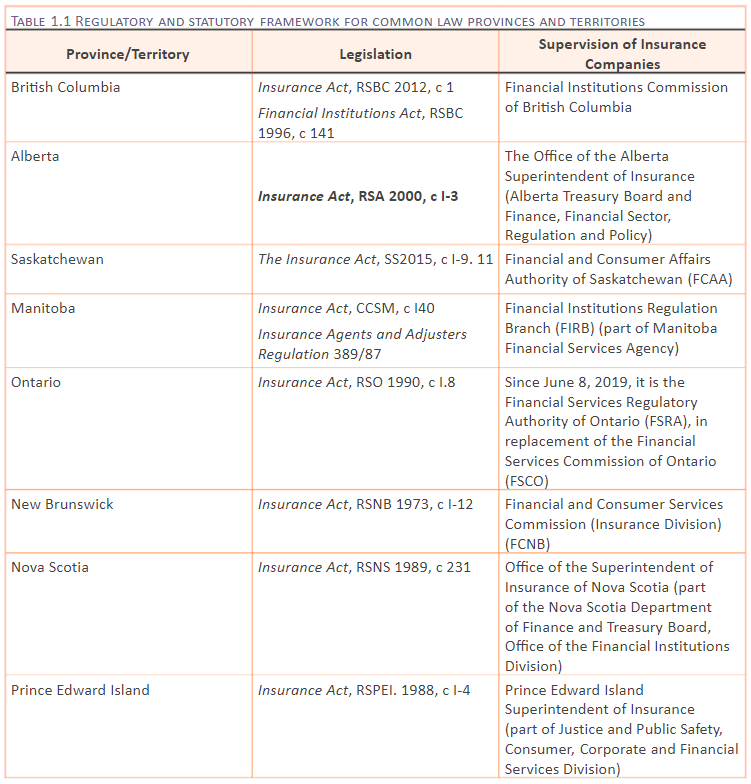 TABLE 1.1 REGULATORY AND STATUTORY FRAMEWORK FOR COMMON LAW PROVINCES AND TERRITORIES
Province/Territory
Legislation
Supervision of Insurance
Companies
British Columbia
Insurance Act, RSBC 2012, c 1
Financial Institutions Act, RSBC
1996, c 141
Financial Institutions Commission
of British Columbia
Alberta
Insurance Act, RSA 2000, c I-3
The Office of the Alberta
Superintendent of Insurance
(Alberta Treasury Board and
Finance, Financial Sector,
Regulation and Policy)
Saskatchewan
The Insurance Act, SS2015, c I-9. 11
Financial and Consumer Affairs
Authority of Saskatchewan (FCAA)
Manitoba
Insurance Act, CCSM, c I40
Insurance Agents and Adjusters
Regulation 389/87
Financial Institutions Regulation
Branch (FIRB) (part of Manitoba
Financial Services Agency)
Ontario
Insurance Act, RSO 1990, c I.8
Since June 8, 2019, it is the
Financial Services Regulatory
Authority of Ontario (FSRA), in
replacement of the Financial
Services Commission of Ontario
(FSCO)
New Brunswick
Insurance Act, RSNB 1973, c I-12
Financial and Consumer Services
Commission (Insurance Division)
(FCNB)
Nova Scotia
Insurance Act, RSNS 1989, c 231
Office of the Superintendent of
Insurance of Nova Scotia (part
of the Nova Scotia Department
of Finance and Treasury Board,
Office of the Financial Institutions
Division)
Prince Edward Island
Insurance Act, RSPEI. 1988, c I-4
Prince Edward Island
Superintendent of Insurance
(part of Justice and Public Safety,
Consumer, Corporate and Financial
Services Division)